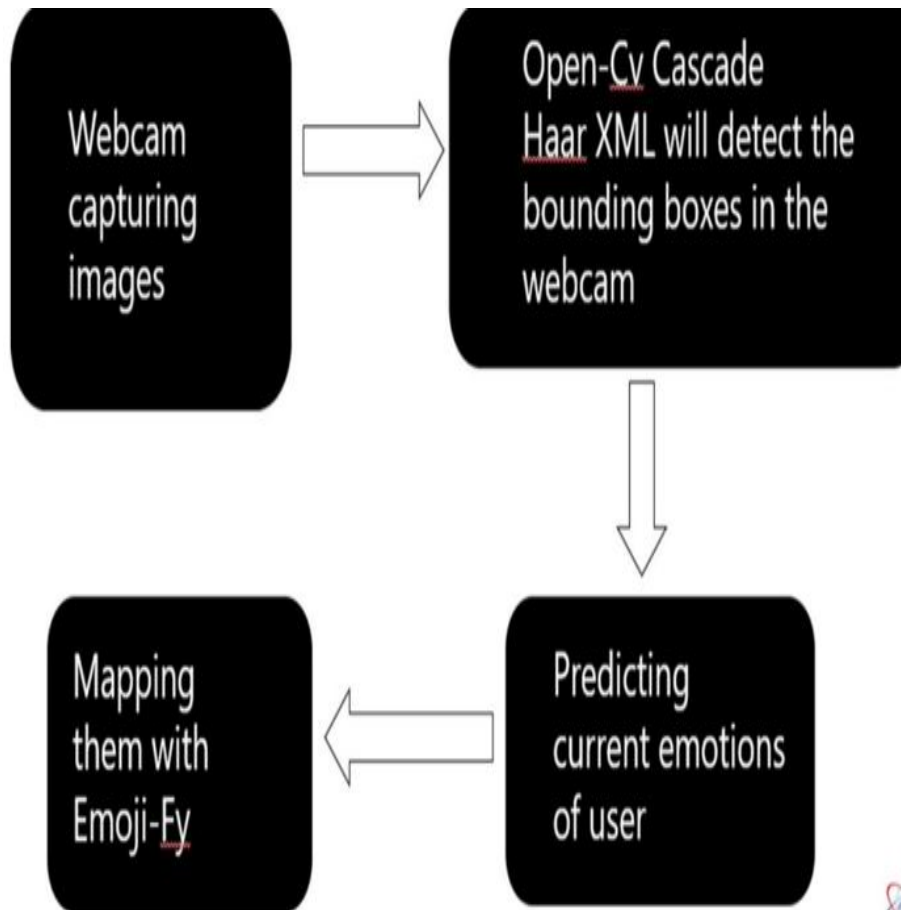 Webcam
capturing
images
Open-Cv Cascade
Haar XML will detect the
bounding boxes in the
webcam
Predicting
current emotions
of user
Mapping
them with
Emoji-Fy